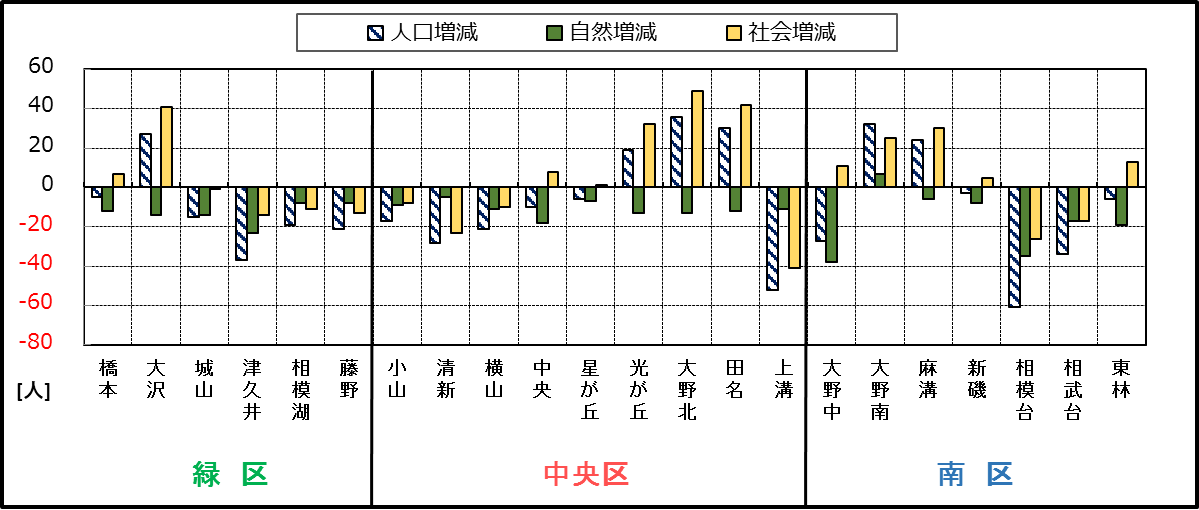 人口増減 自然増減 社会増減
60
40
20
0
-20
-40
-60
-80
[人]
橋本 大沢 城山 津久井 相模湖 藤野 小山 清新 横山 中央 星が丘 光が丘 大野北 田名 上溝 大野中 大野南 麻溝 新磯 相模台 相武台 東林
緑 区 中央区 南 区